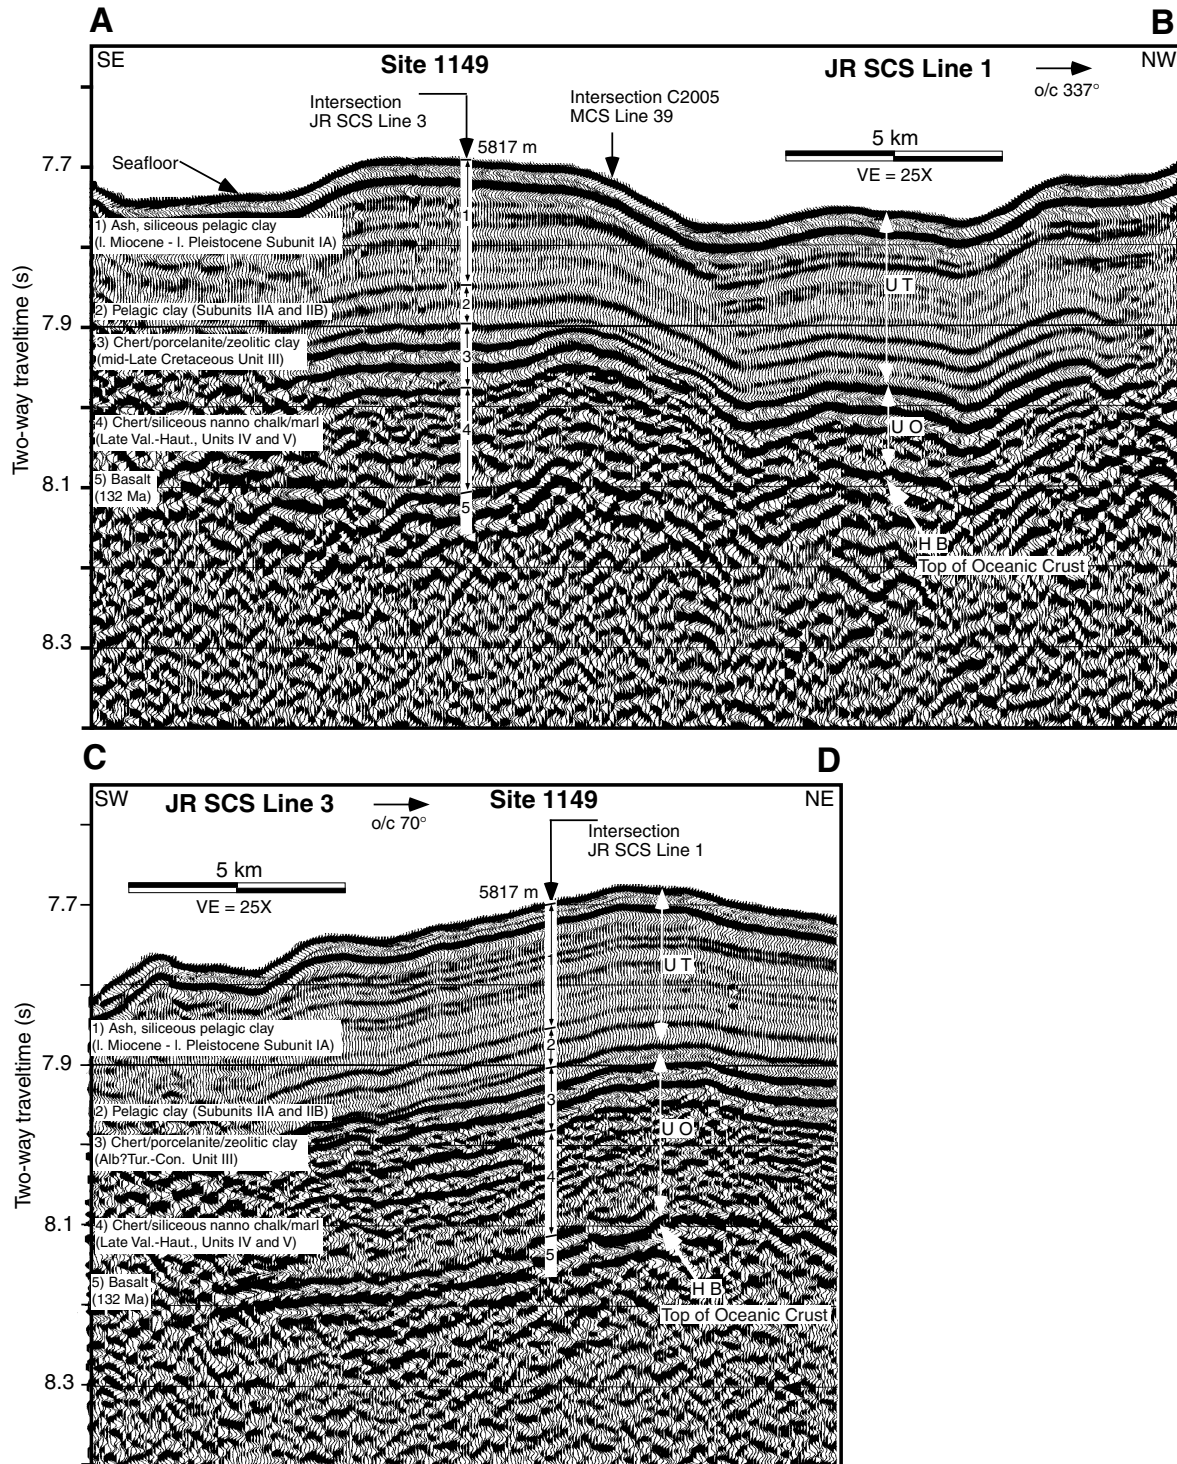 A
B
SE
Site 1149
JR SCS Line 1
NW
o/c 337°
Intersection
JR SCS Line 3
Intersection C2005
MCS Line 39
5 km
VE = 25X
5817 m
Seafloor
7.7
7.9
8.1
8.3
Two-way traveltime (s)
1) Ash, siliceous pelagic clay
(l. Miocene - l. Pleistocene Subunit IA)
2) Pelagic clay (Subunits IIA and IIB)
3) Chert/porcelanite/zeolitic clay
(mid-Late Cretaceous Unit III)
4) Chert/siliceous nanno chalk/marl
(Late Val.-Haut., Units IV and V)
5) Basalt
(132 Ma)
1
2
3
4
5
U T
U O
H B
Top of Oceanic Crust
C
D
SW
JR SCS Line 3
o/c 70°
Site 1149
NE
Intersection
JR SCS Line 1
5 km
VE = 25X
5817 m
7.7
7.9
8.1
8.3
Two-way traveltime (s)
1) Ash, siliceous pelagic clay
(l. Miocene - l. Pleistocene Subunit IA)
2) Pelagic clay (Subunits IIA and IIB)
3) Chert/porcelanite/zeolitic clay
(Alb?Tur.-Con. Unit III)
4) Chert/siliceous nanno chalk/marl
(Late Val.-Haut., Units IV and V)
5) Basalt
(132 Ma)
1
2
3
4
5
U T
U O
H B
Top of Oceanic Crust